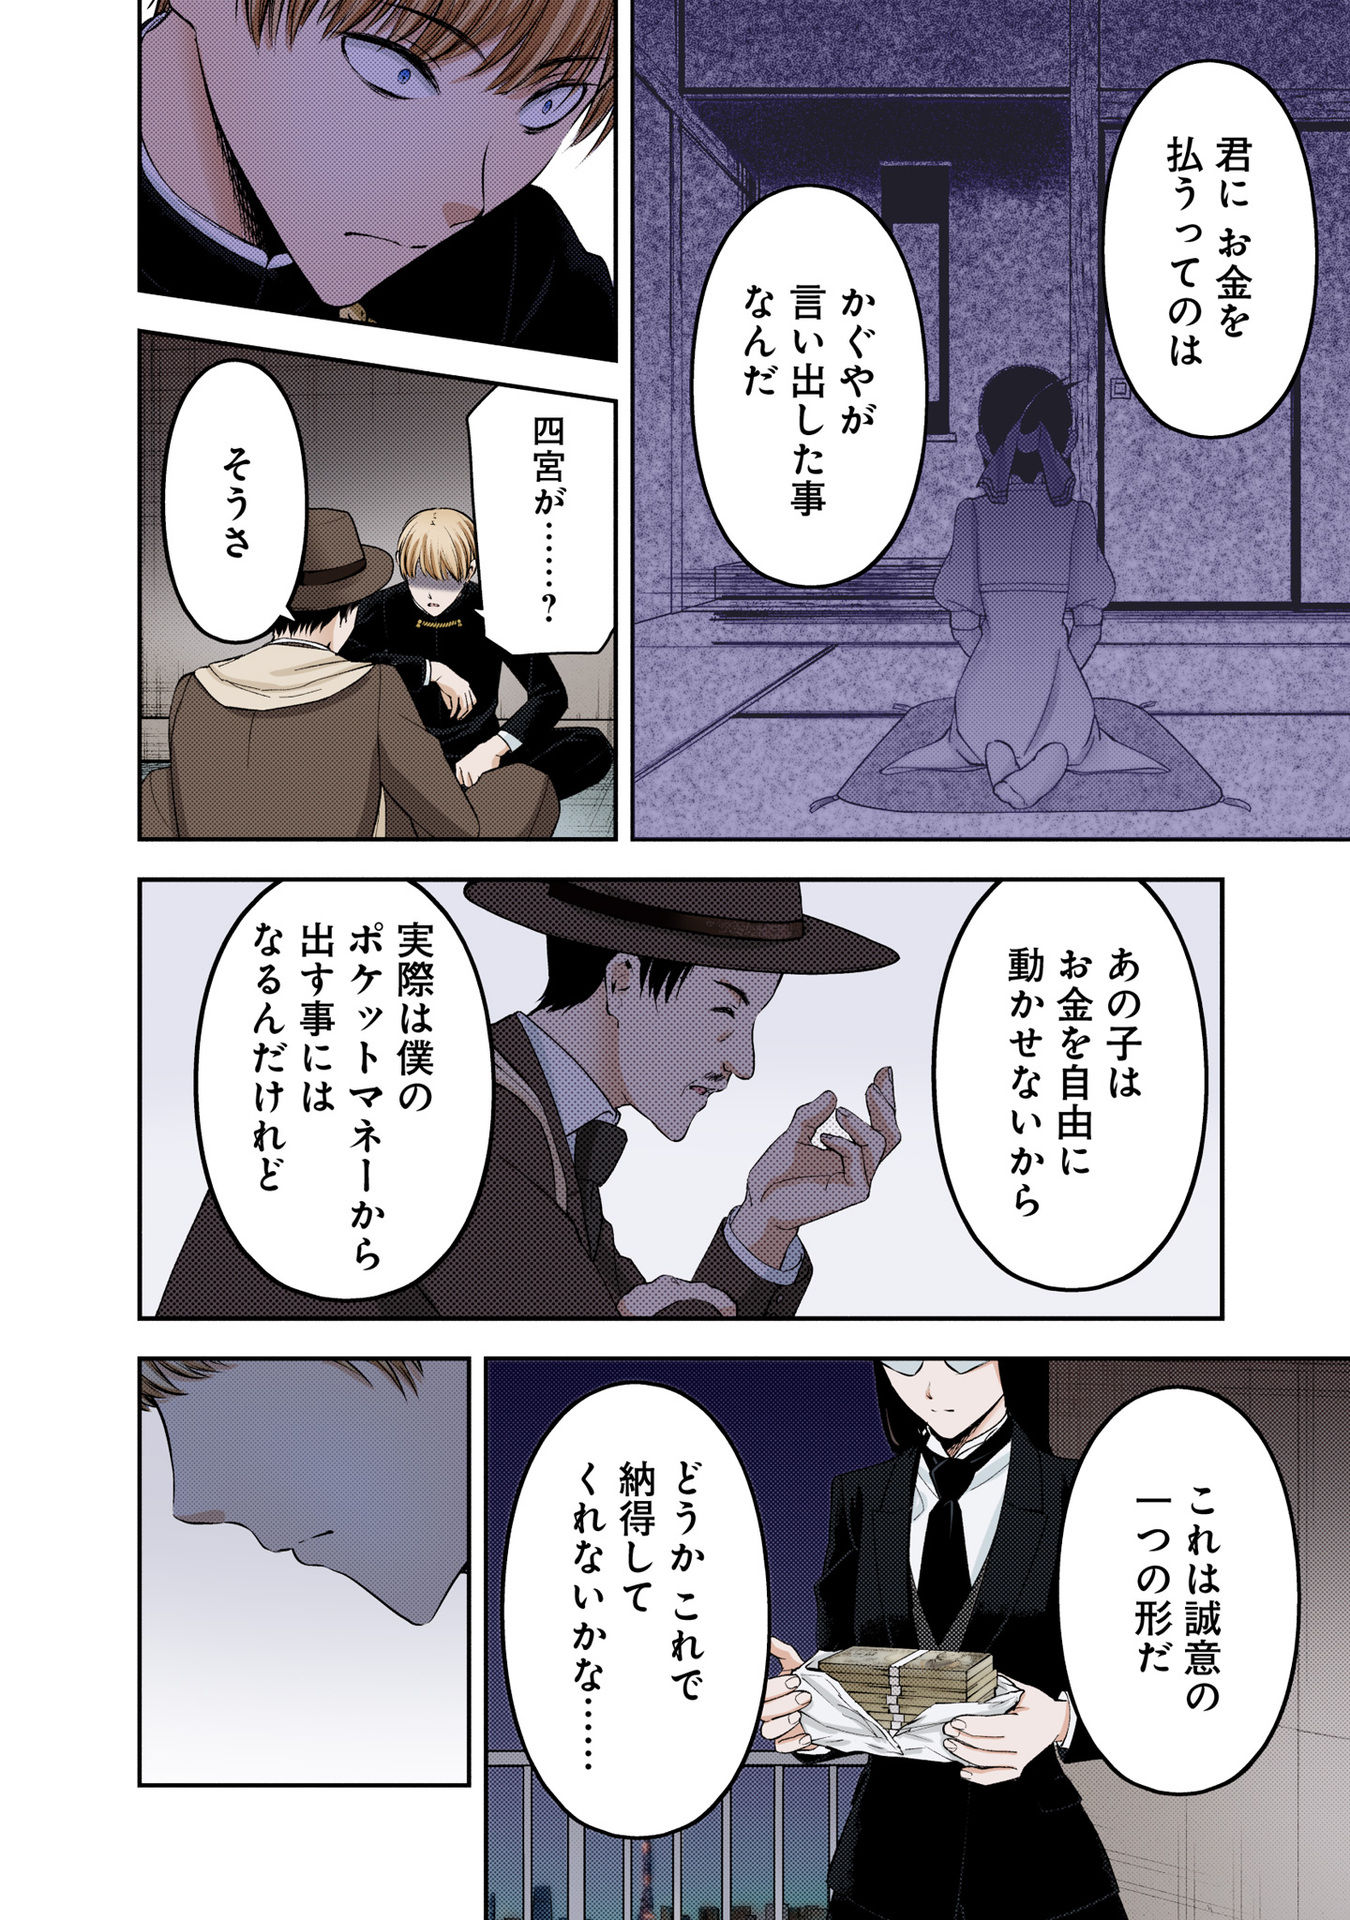 君に お金を
払うってのは
かぐやが
言い出した事
なんだ
四宮が……？
そうさ
あの子は
お金を自由に
動かせないから
実際は僕の
ポケットマネーから
出す事には
なるんだけれど
これは誠意の
一つの形だ
どうか これで
納得して
くれないかな……